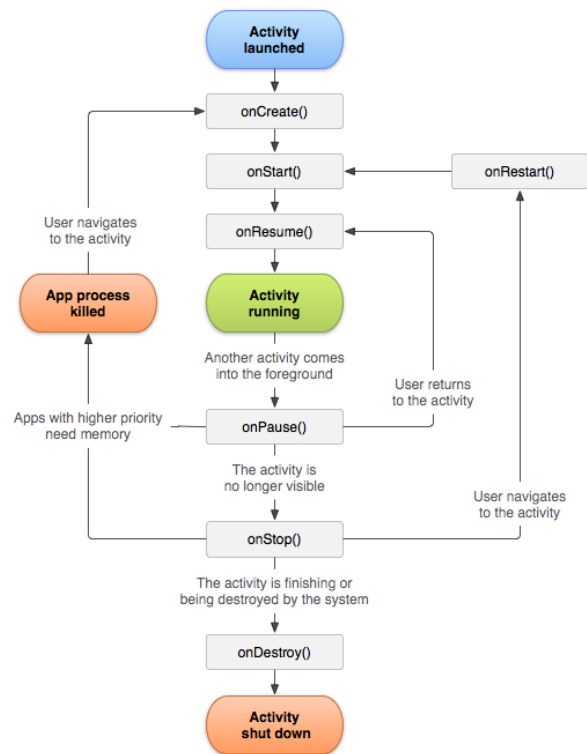 Activity
launched
onCreate()
onStart()
onRestart()
User navigates
to the activity
onResume()
App process
killed
Activity
running
Another activity comes
into the foreground
User returns
to the activity
Apps with higher priority
need memory
onPause()
The activity is
no longer visible
User navigates
to the activity
onStop()
The activity is finishing or
being destroyed by the system
onDestroy()
Activity
shut down